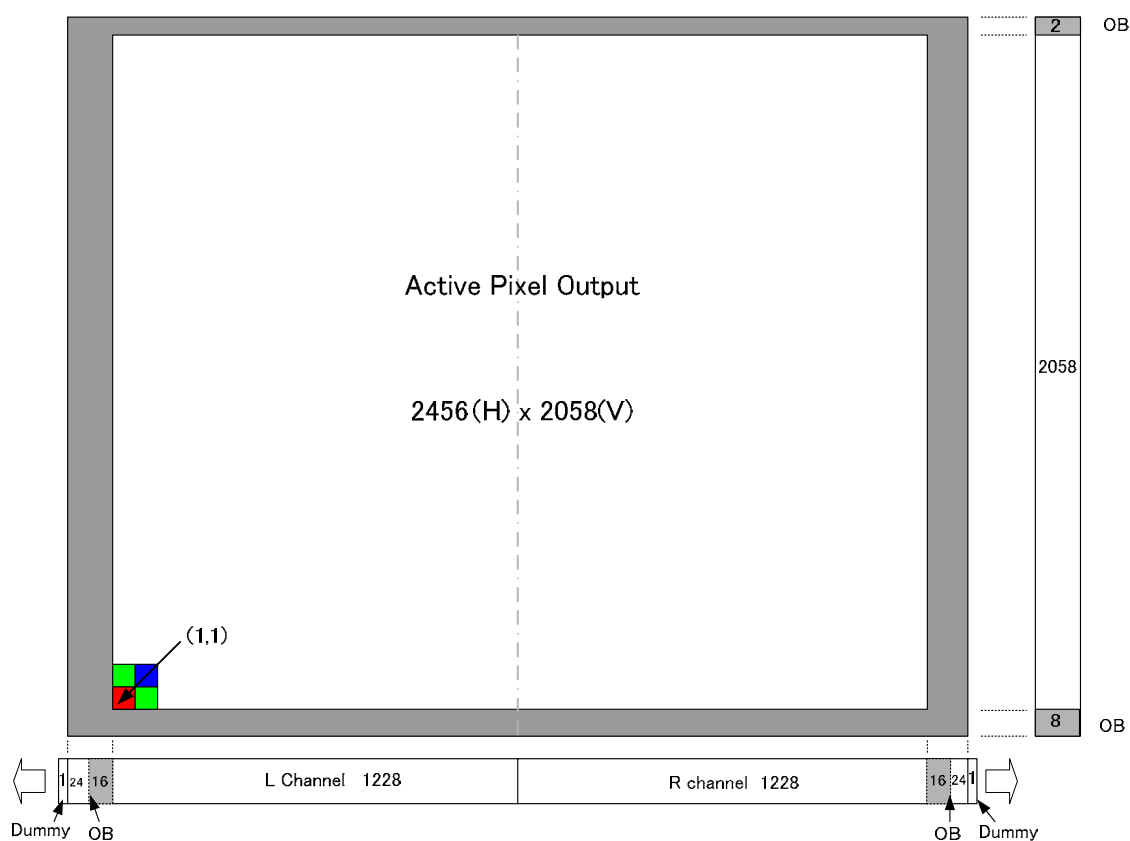 2 OB
Active Pixel Output
2058
2456(H) x 2058(V)
(1,1)
8 OB
1 24 16 L Channel 1228 R channel 1228 16 24 1
Dummy OB OB Dummy